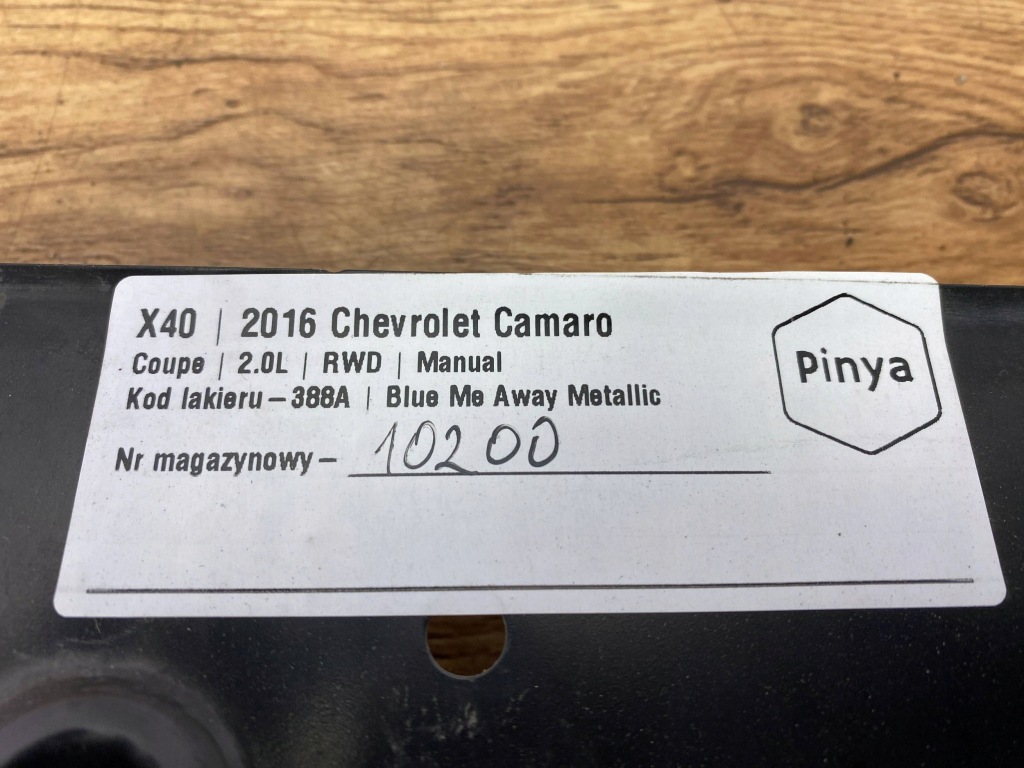 X40 | 2016 Chevrolet Camaro
Coupe | 2.0L | RWD | Manual
Kod lakieru – 388A | Blue Me Away Metallic
Nr magazynowy – 10200
Pinya